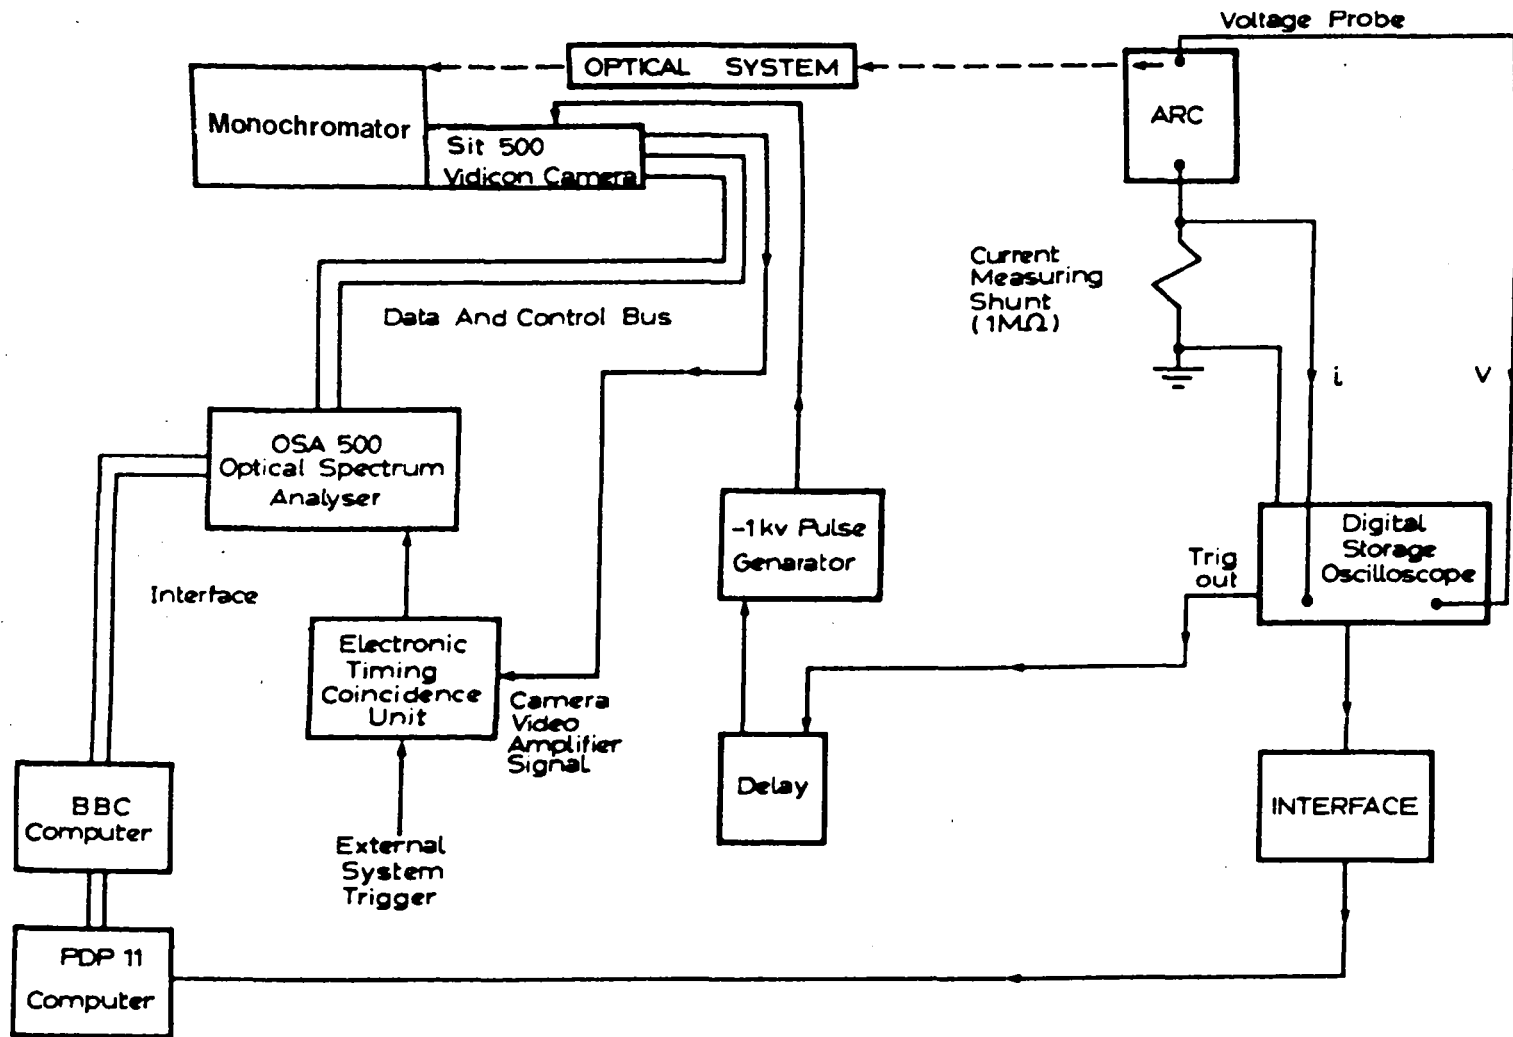 Voltage Probe
OPTICAL SYSTEM
ARC
Monochromator
Sit 500
Vidicon Camera
Current
Measuring
Shunt
(1MΩ)
Data And Control Bus
i
V
OSA 500
Optical Spectrum
Analyser
-1kv Pulse
Genarator
Digital
Storage
Oscilloscope
Trig
out
Interface
Electronic
Timing
Coincidence
Unit
Camera
Video
Amplifier
Signal
Delay
INTERFACE
BBC
Computer
External
System
Trigger
PDP 11
Computer